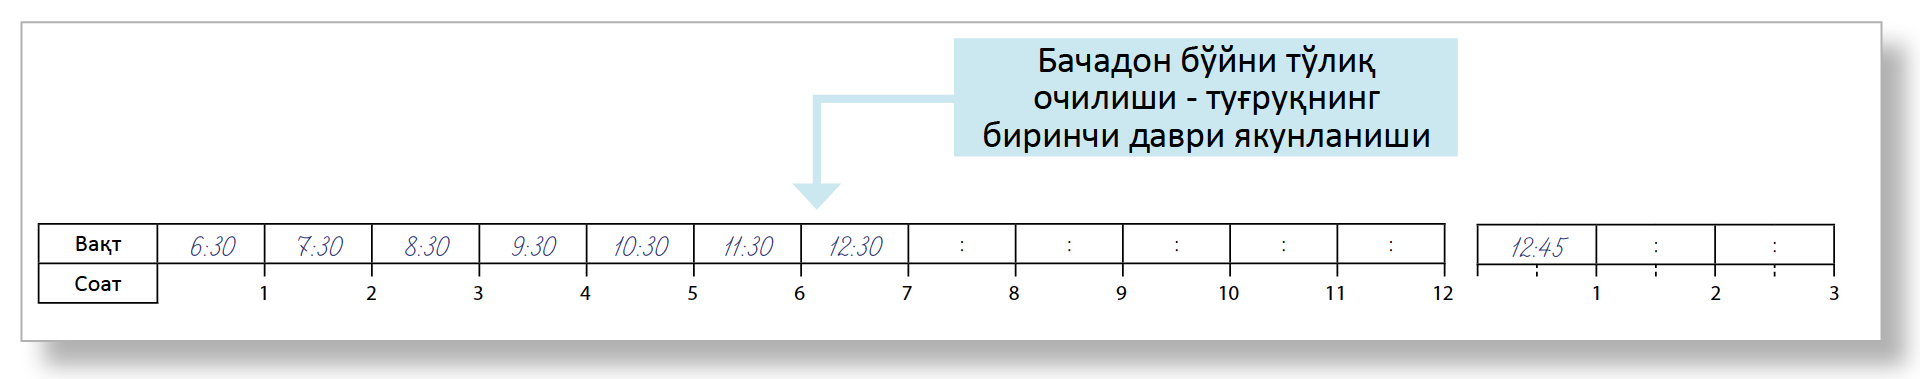 Бачадон бўйни тўлиқ
очилиши - туғруқнинг
биринчи даври якунланиши
Вақт 6:30 7:30 8:30 9:30 10:30 11:30 12:30 : : : : : 12:45 : :
Соат 1 2 3 4 5 6 7 8 9 10 11 12 1 2 3